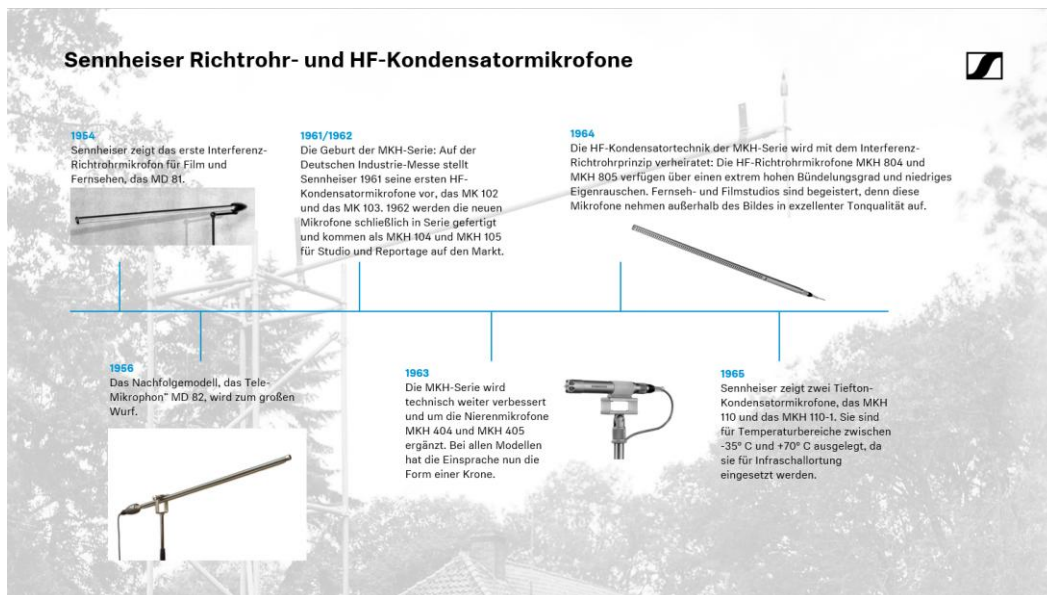 Sennheiser Richtrohr- und HF-Kondensatormikrofone
1954
Sennheiser zeigt das erste Interferenz-
Richtrohrmikrofon für Film und
Fernsehen, das MD 81.
1961/1962
Die Geburt der MKH-Serie: Auf der
Deutschen Industrie-Messe stellt
Sennheiser 1961 seine ersten HF-
Kondensatormikrofone vor, das MK 102
und das MK 103. 1962 werden die neuen
Mikrofone schließlich in Serie gefertigt
und kommen als MKH 104 und MKH 105
für Studio und Reportage auf den Markt.
1964
Die HF-Kondensatortechnik der MKH-Serie wird mit dem Interferenz-
Richtrohrprinzip verheiratet: Die HF-Richtrohrmikrofone MKH 804 und
MKH 805 verfügen über einen extrem hohen Bündelungsgrad und niedriges
Eigenrauschen. Fernseh- und Filmstudios sind begeistert, denn diese
Mikrofone nehmen außerhalb des Bildes in exzellenter Tonqualität auf.
1956
Das Nachfolgemodell, das Tele-
Mikrophon“ MD 82, wird zum großen
Wurf.
1963
Die MKH-Serie wird
technisch weiter verbessert
und um die Nierenmikrofone
MKH 404 und MKH 405
ergänzt. Bei allen Modellen
hat die Einsprache nun die
Form einer Krone.
1965
Sennheiser zeigt zwei Tiefton-
Kondensatormikrofone, das MKH
110 und das MKH 110-1. Sie sind
für Temperaturbereiche zwischen
-35° C und +70° C ausgelegt, da
sie für Infraschallortung
eingesetzt werden.